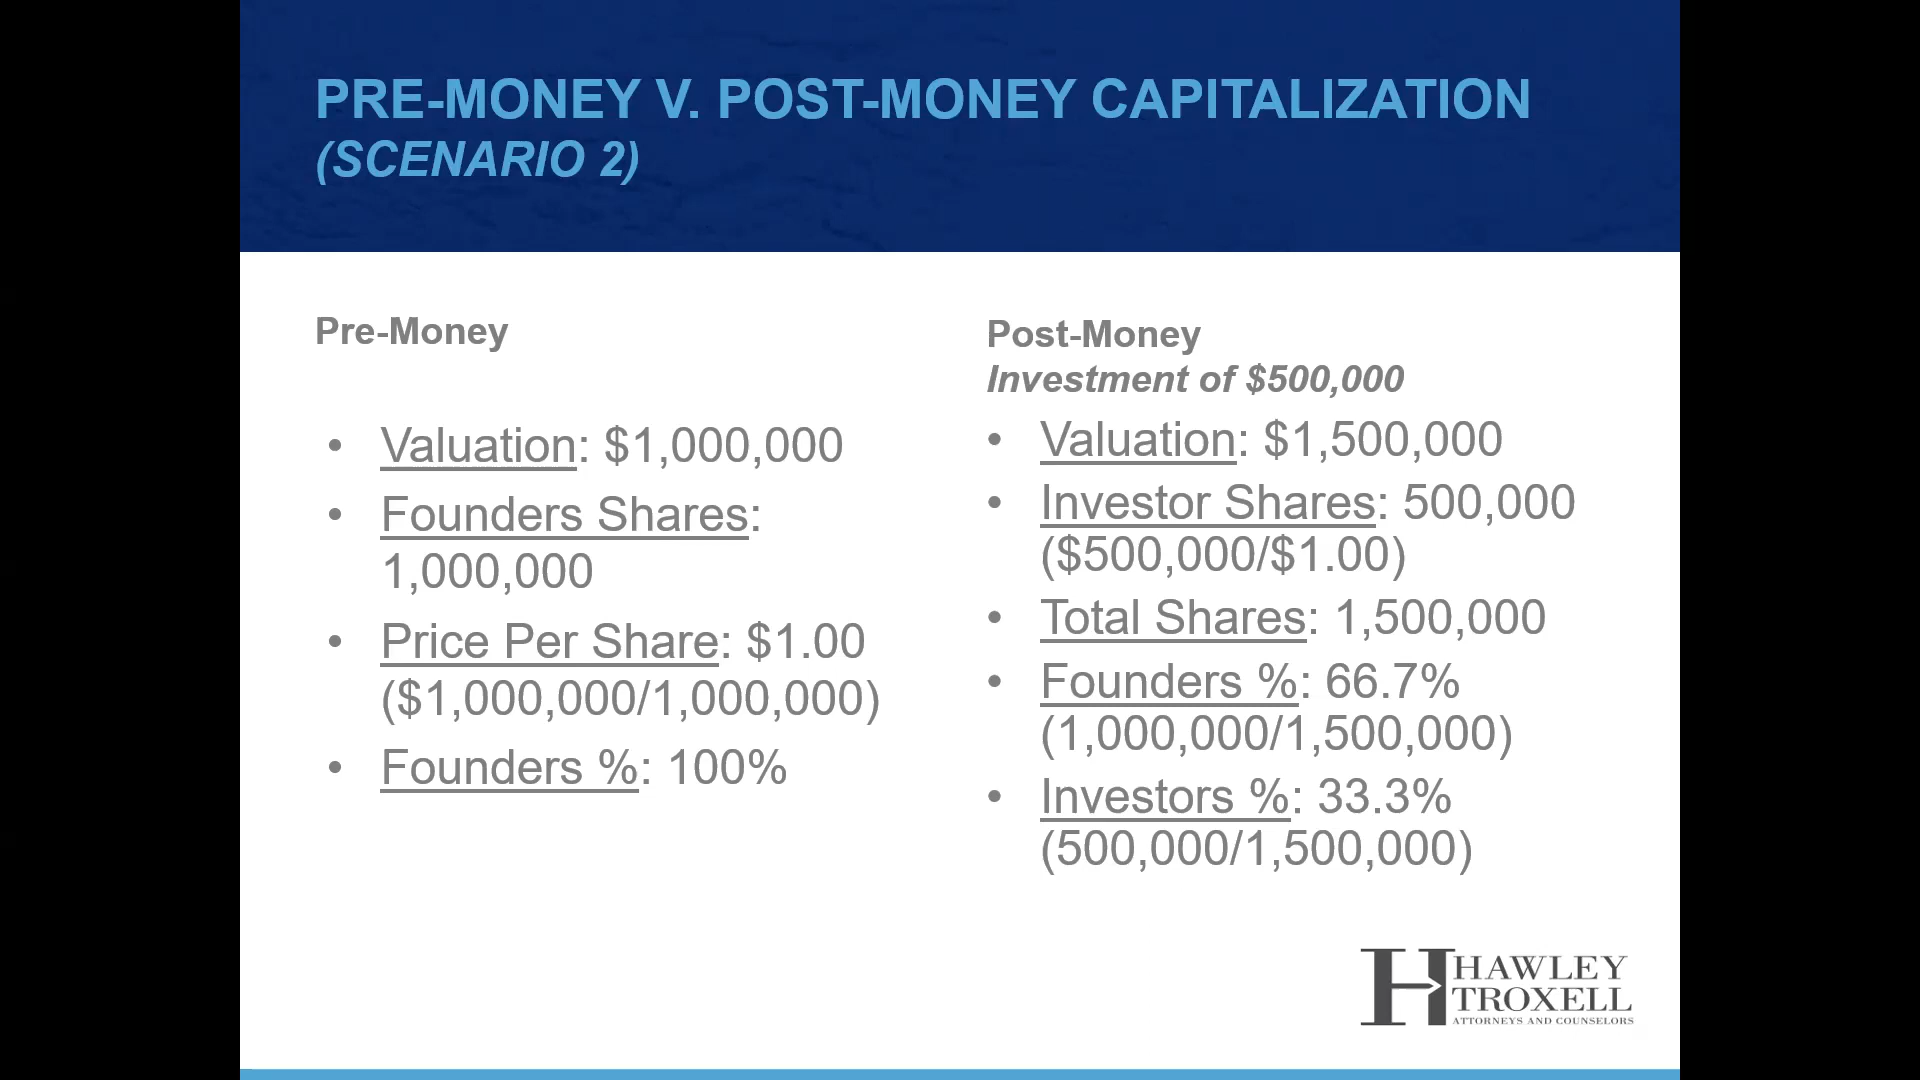 PRE-MONEY V. POST-MONEY CAPITALIZATION
(SCENARIO 2)
Pre-Money
• Valuation: $1,000,000
• Founders Shares:
1,000,000
• Price Per Share: $1.00
($1,000,000/1,000,000)
• Founders %: 100%
Post-Money
Investment of $500,000
• Valuation: $1,500,000
• Investor Shares: 500,000
($500,000/$1.00)
• Total Shares: 1,500,000
• Founders %: 66.7%
(1,000,000/1,500,000)
• Investors %: 33.3%
(500,000/1,500,000)
HAWLEY
TROXELL
ATTORNEYS AND COUNSELORS